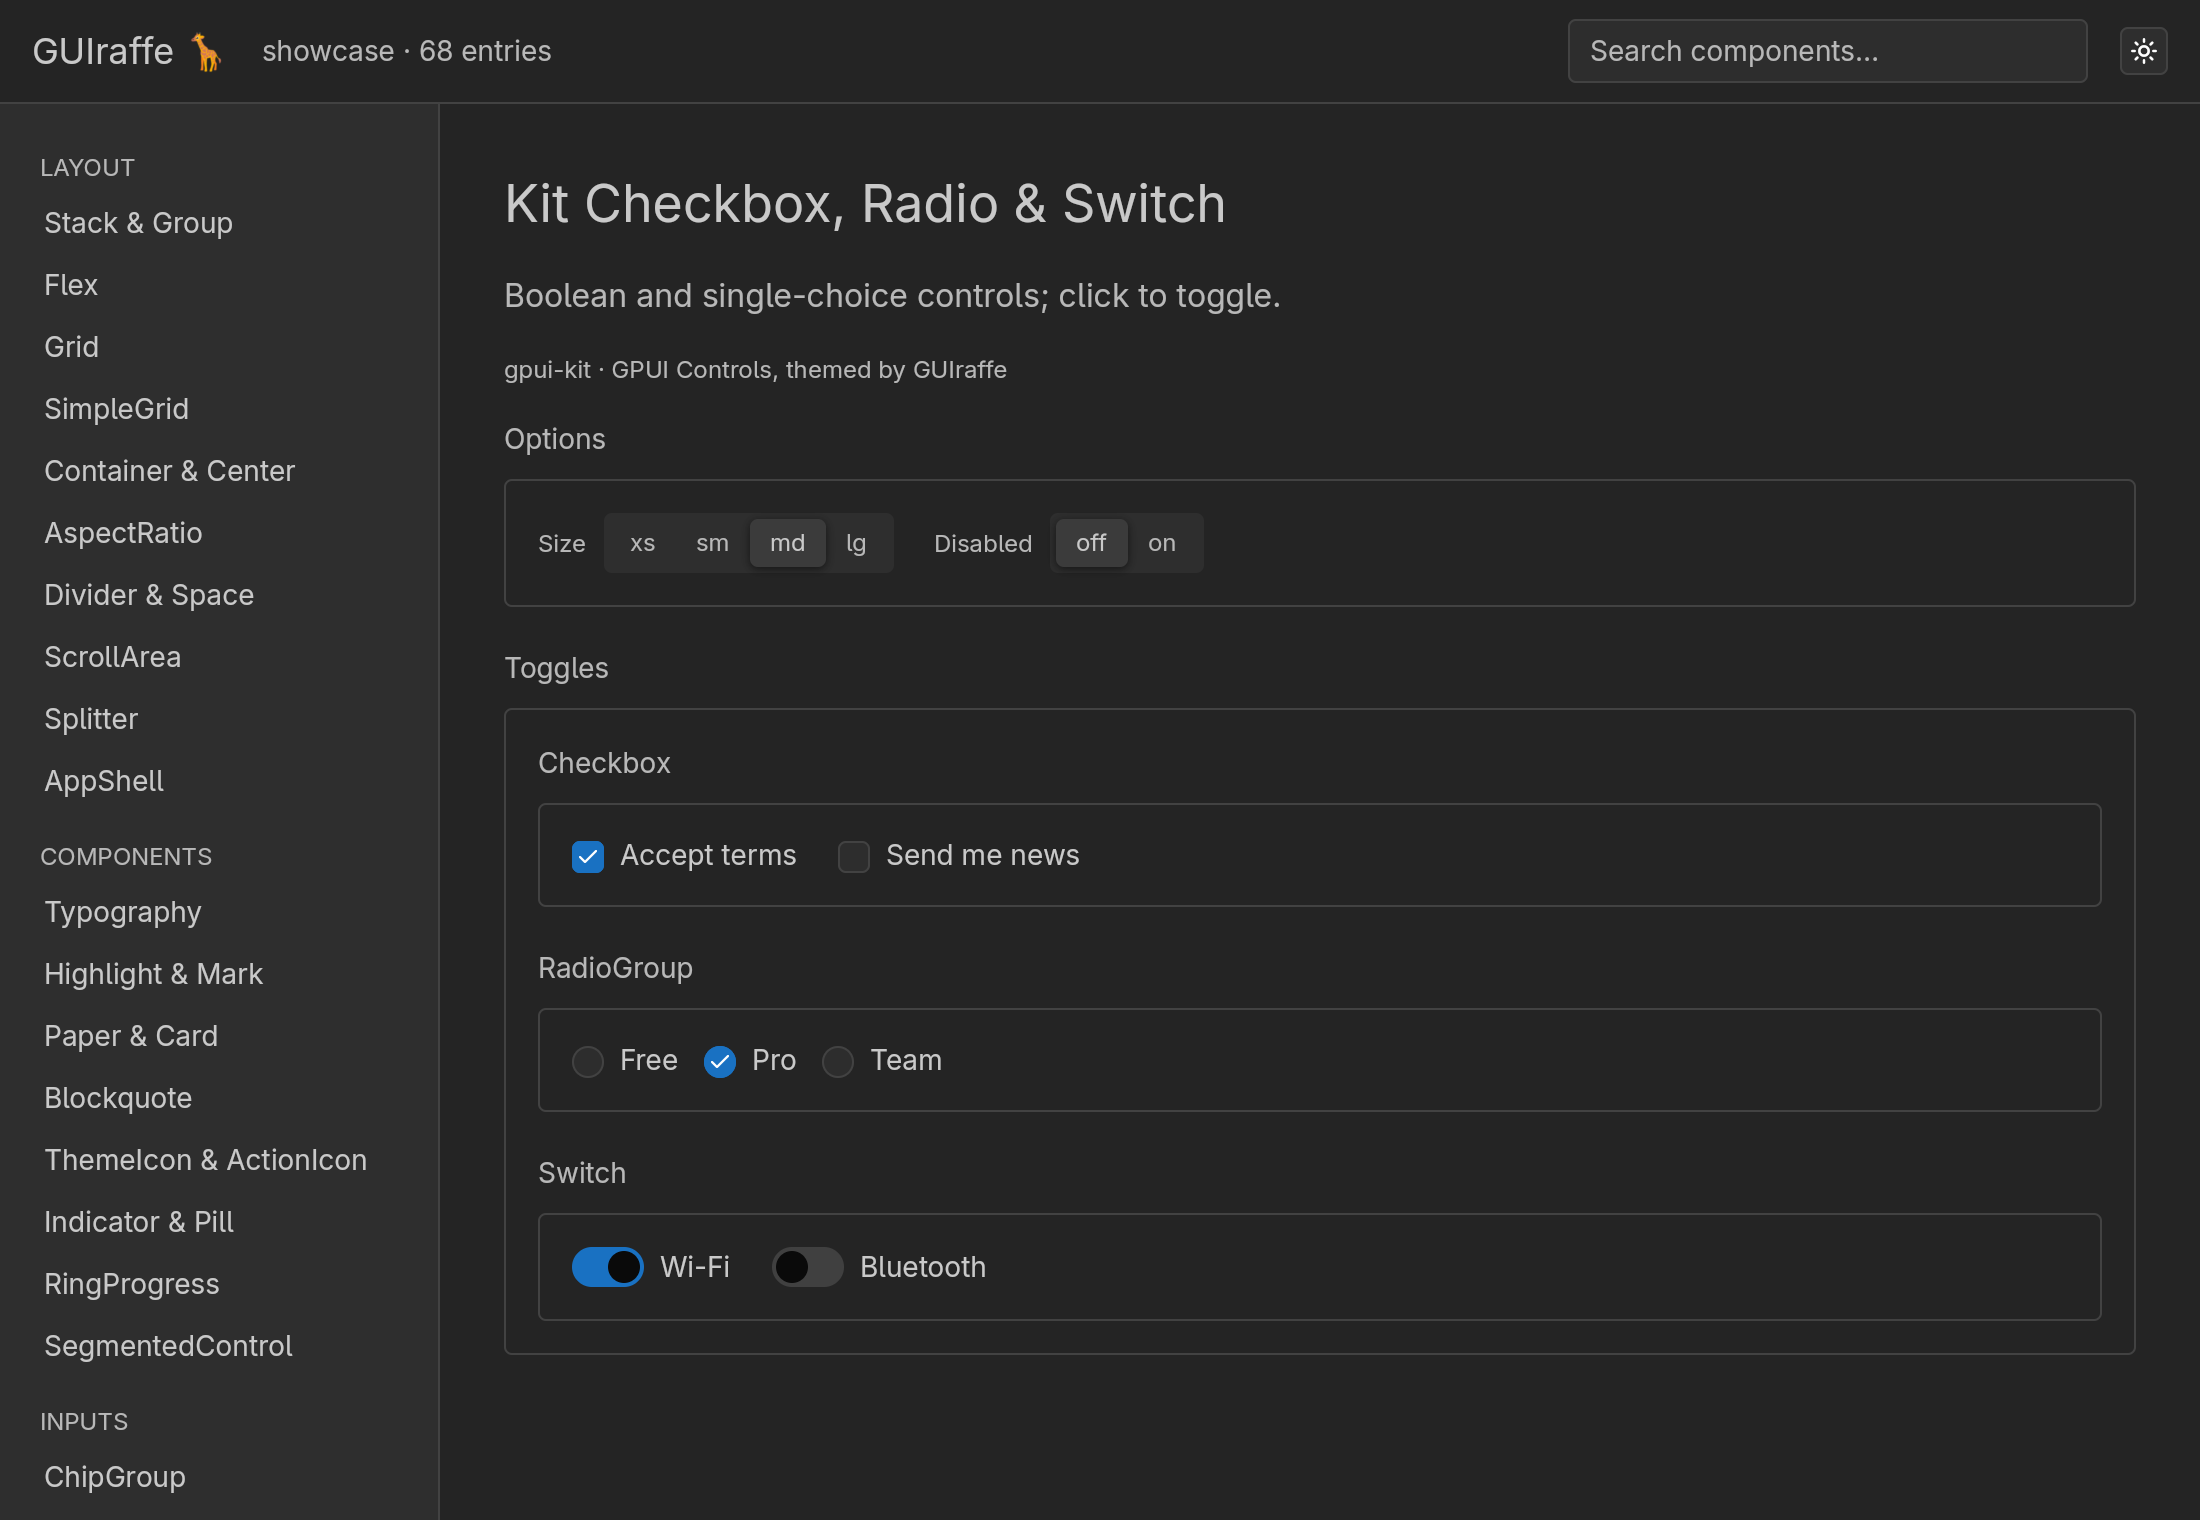 GUIraffe 🦒 showcase · 68 entries
Search components...
LAYOUT
Stack & Group
Flex
Grid
SimpleGrid
Container & Center
AspectRatio
Divider & Space
ScrollArea
Splitter
AppShell
COMPONENTS
Typography
Highlight & Mark
Paper & Card
Blockquote
ThemeIcon & ActionIcon
Indicator & Pill
RingProgress
SegmentedControl
INPUTS
ChipGroup
Kit Checkbox, Radio & Switch
Boolean and single-choice controls; click to toggle.
gpui-kit · GPUI Controls, themed by GUIraffe
Options
Size xs sm md lg Disabled off on
Toggles
Checkbox
Accept terms Send me news
RadioGroup
Free Pro Team
Switch
Wi-Fi Bluetooth